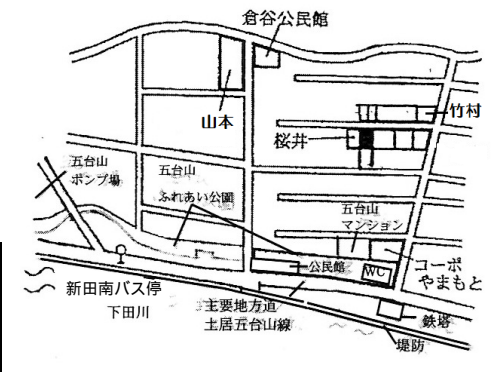 倉谷公民館
山本
竹村
桜井
五台山
ポンプ場
五台山
ふれあい公園
五台山
マンション
公民館
WC
コーポ
やまもと
新田南バス停
下田川
主要地方道
土居五台山線
鉄塔
堤防